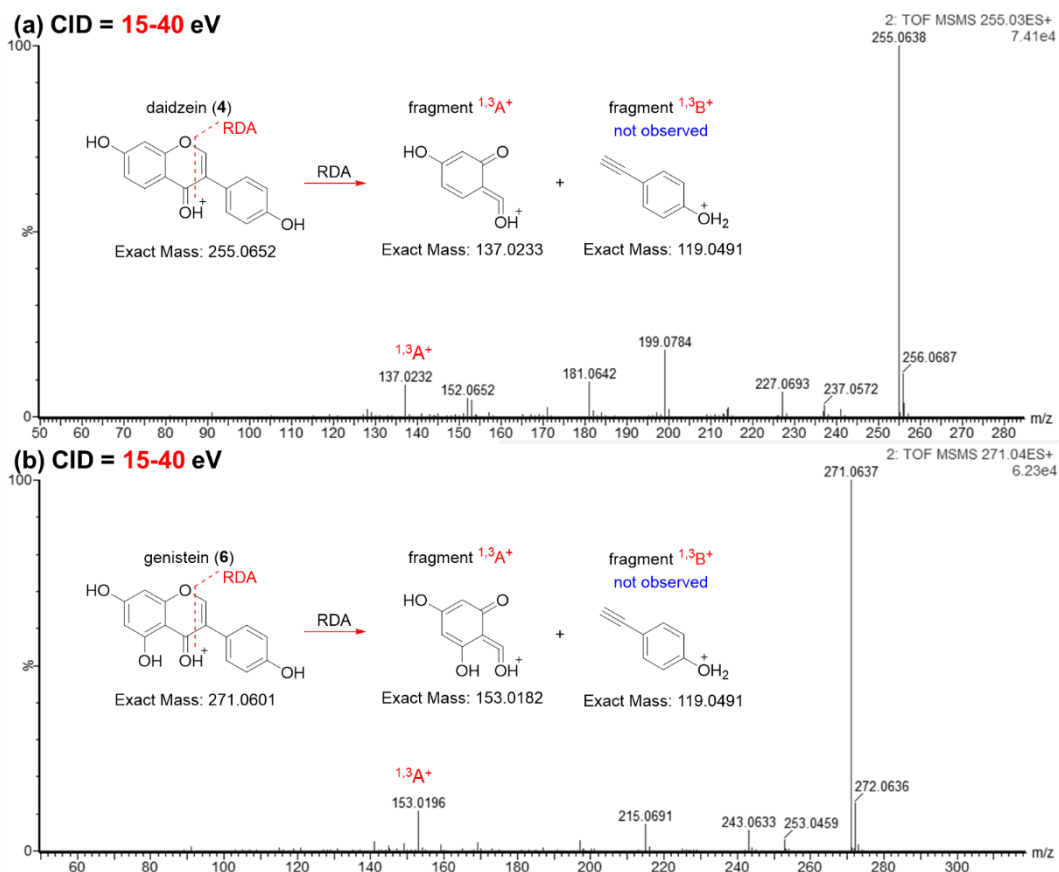 (a) CID = 15-40 eV
2: TOF MSMS 255.03ES+
7.41e4
100
255.0638
daidzein (4)
RDA
HO
O
OH
+
OH
Exact Mass: 255.0652
RDA
fragment 1,3A+
HO
O
OH
+
Exact Mass: 137.0233
+
fragment 1,3B+
not observed
+
OH2
Exact Mass: 119.0491
%
1,3A+
137.0232
152.0652
181.0642
199.0784
227.0693
237.0572
256.0687
0
50 60 70 80 90 100 110 120 130 140 150 160 170 180 190 200 210 220 230 240 250 260 270 280
m/z
(b) CID = 15-40 eV
2: TOF MSMS 271.04ES+
6.23e4
100
271.0637
genistein (6)
RDA
HO
O
OH
OH
+
OH
Exact Mass: 271.0601
RDA
fragment 1,3A+
HO
O
OH
OH
+
Exact Mass: 153.0182
+
fragment 1,3B+
not observed
+
OH2
Exact Mass: 119.0491
%
1,3A+
153.0196
215.0691
243.0633
253.0459
272.0636
0
60 80 100 120 140 160 180 200 220 240 260 280 300
m/z